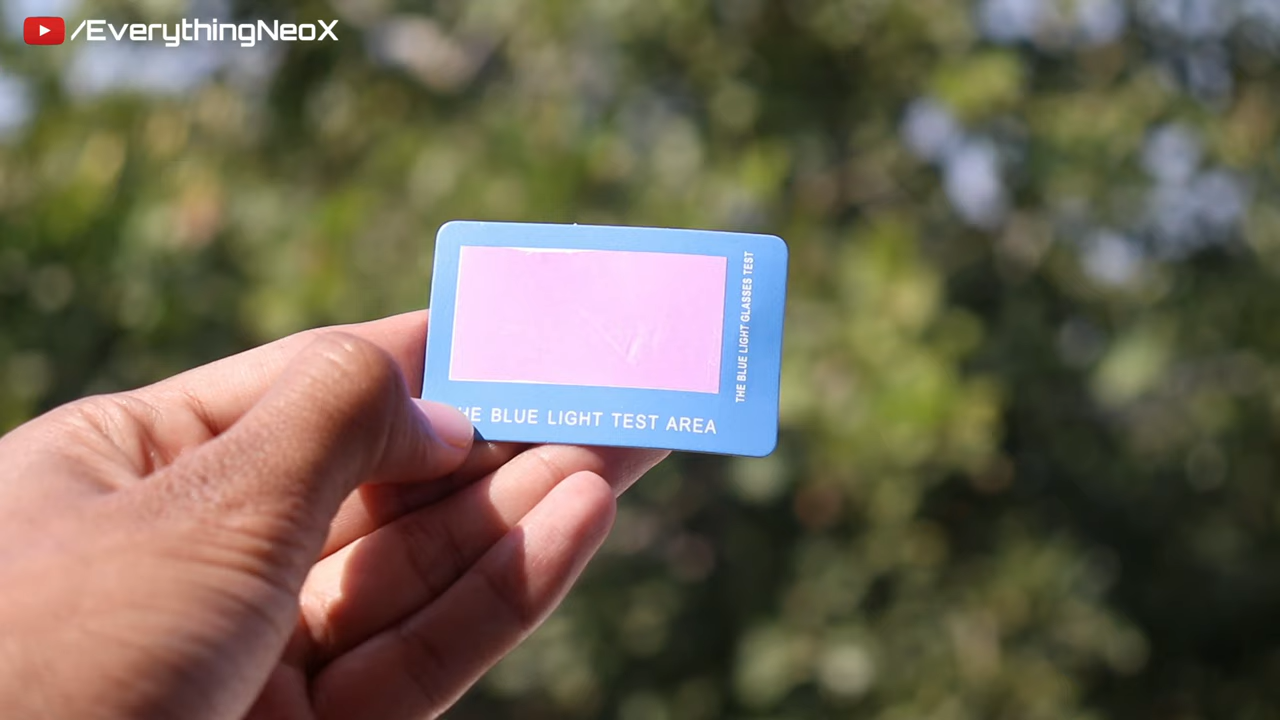 /EverythingNeoX
THE BLUE LIGHT GLASSES TEST
HE BLUE LIGHT TEST AREA